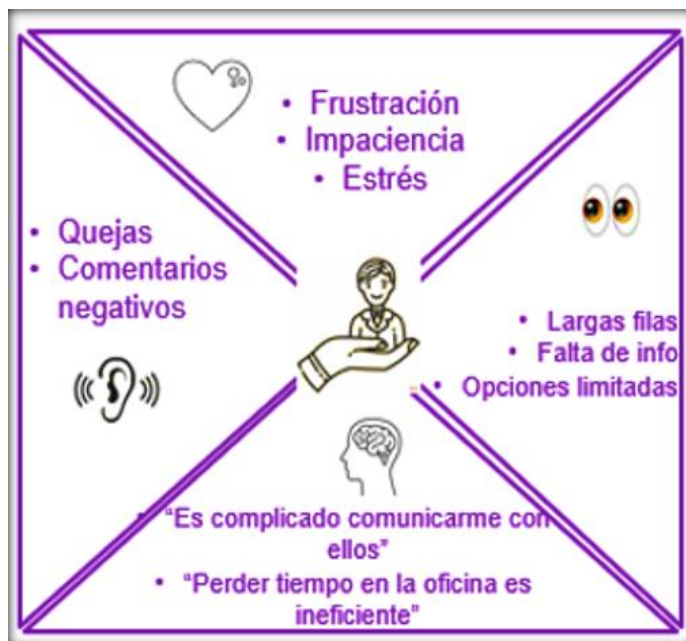 • Frustración
• Impaciencia
• Estrés
• Quejas
• Comentarios
negativos
• Largas filas
• Falta de info
• Opciones limitadas
• “Es complicado comunicarme con
ellos”
• “Perder tiempo en la oficina es
ineficiente”